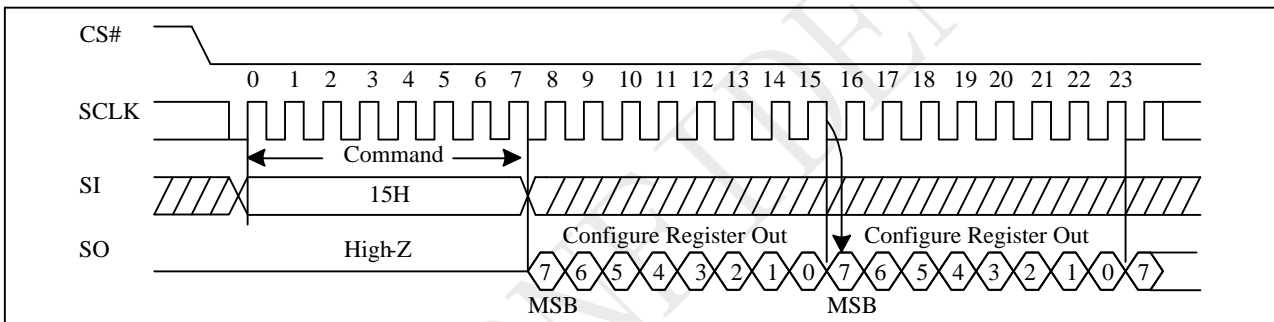 CS#
0 1 2 3 4 5 6 7 8 9 10 11 12 13 14 15 16 17 18 19 20 21 22 23
SCLK
Command
SI
15H
SO
High-Z
Configure Register Out Configure Register Out
7 6 5 4 3 2 1 0 7 6 5 4 3 2 1 0 7
MSB MSB